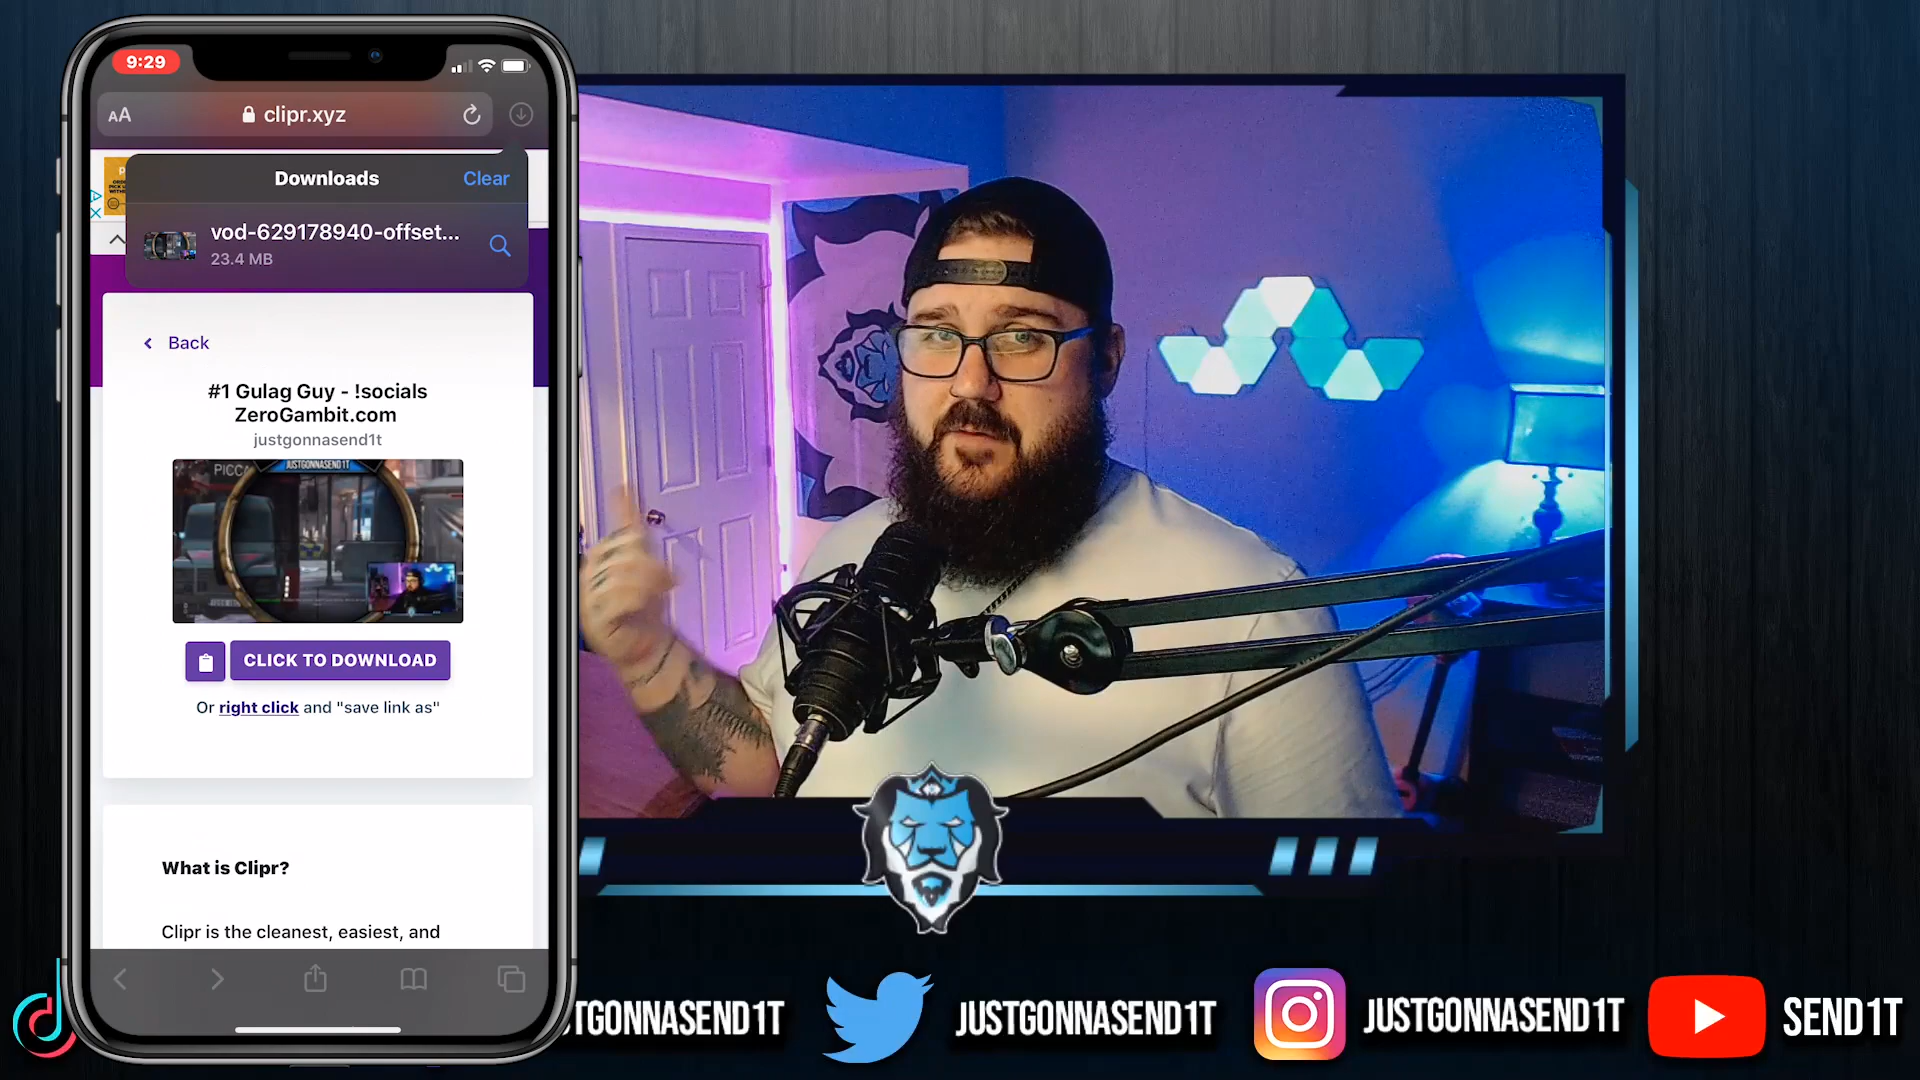 9:29
AA clipr.xyz
Downloads Clear
vod-629178940-offset...
23.4 MB
Back
#1 Gulag Guy - !socials
ZeroGambit.com
justgonnasend1t
PICCA
JUSTGONNASEND1T
CLICK TO DOWNLOAD
Or right click and "save link as"
What is Clipr?
Clipr is the cleanest, easiest, and
STGONNASEND1T
JUSTGONNASEND1T
JUSTGONNASEND1T
SEND1T